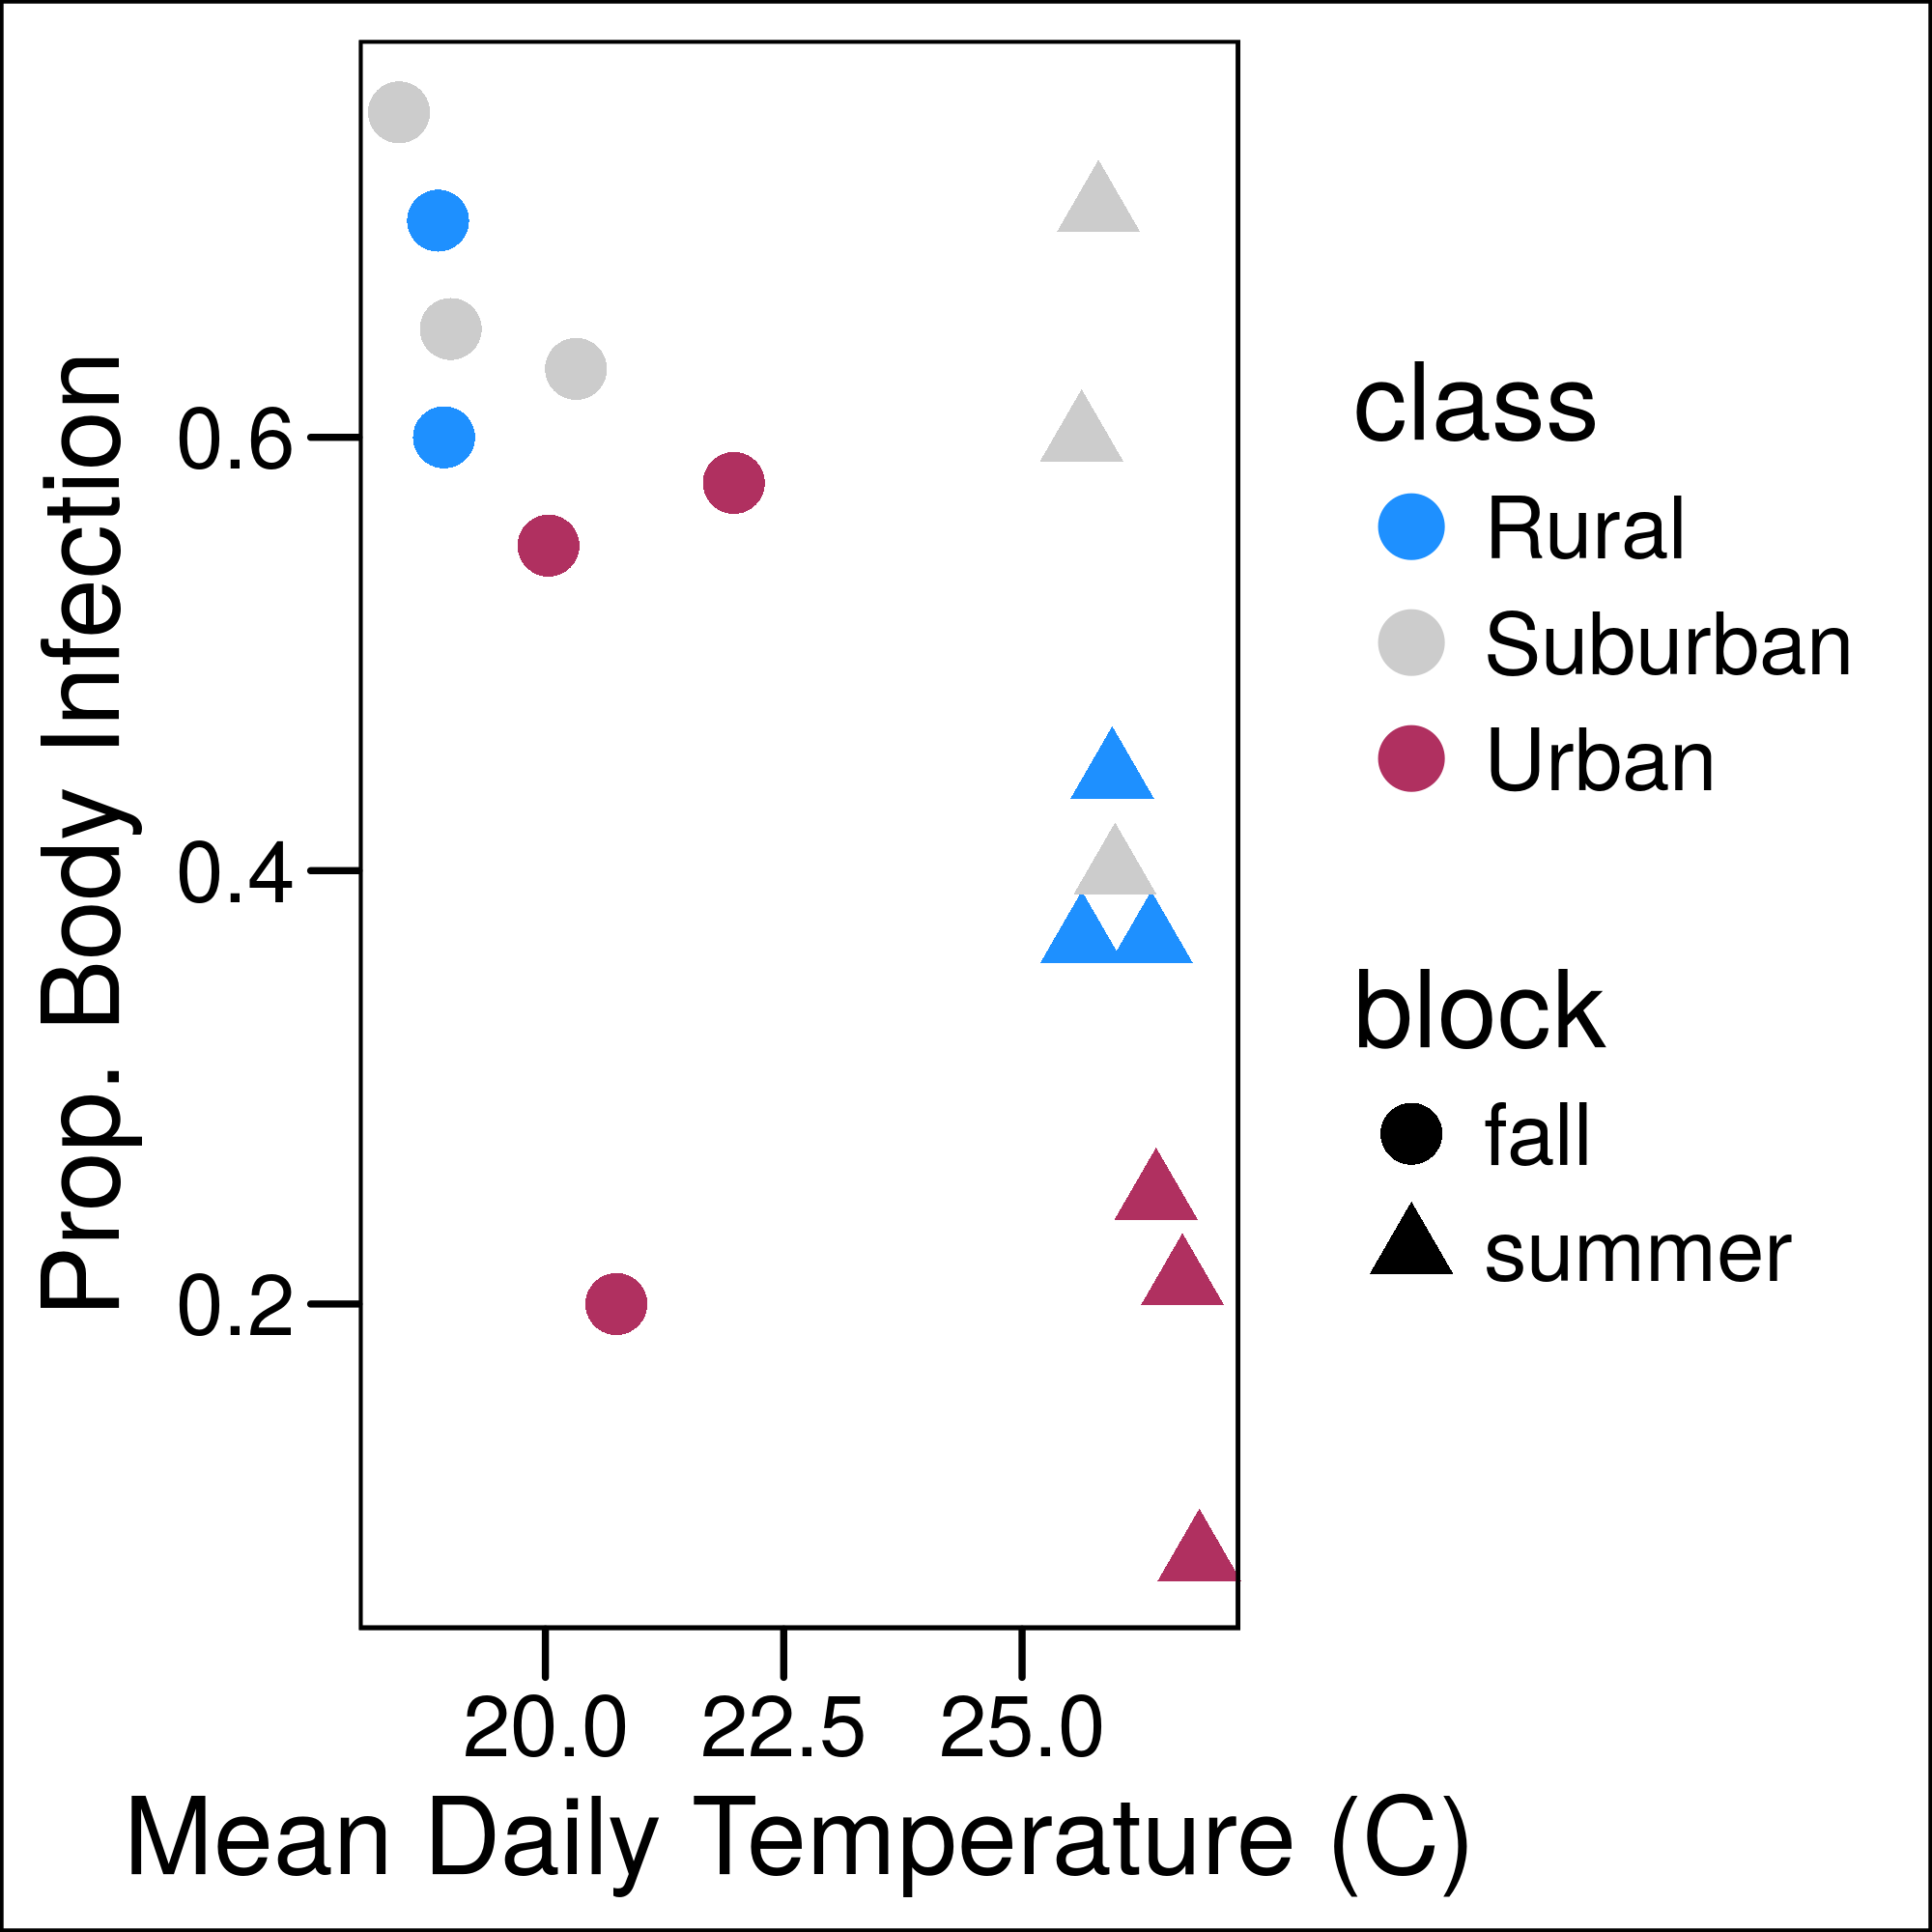 Prop. Body Infection
0.6
0.4
0.2
20.0 22.5 25.0
Mean Daily Temperature (C)
class
Rural
Suburban
Urban
block
fall
summer